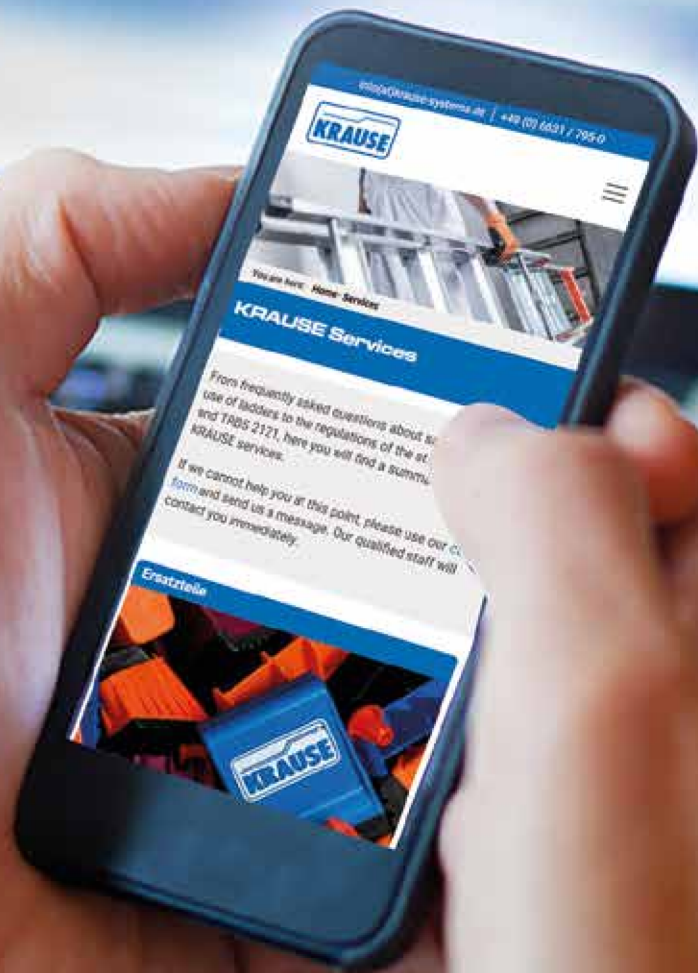 info(at)krause-systems.de | +49 (0) 6631 / 795-0
KRAUSE
You are here: Home Services
KRAUSE Services
From frequently asked questions about
use of ladders to the regulations of the
and TRBS 2121, here you will find a
KRAUSE services.
If we cannot help you at this point, please use our
form and send us a message. Our qualified staff will
contact you immediately.
Ersatzteile
KRAUSE